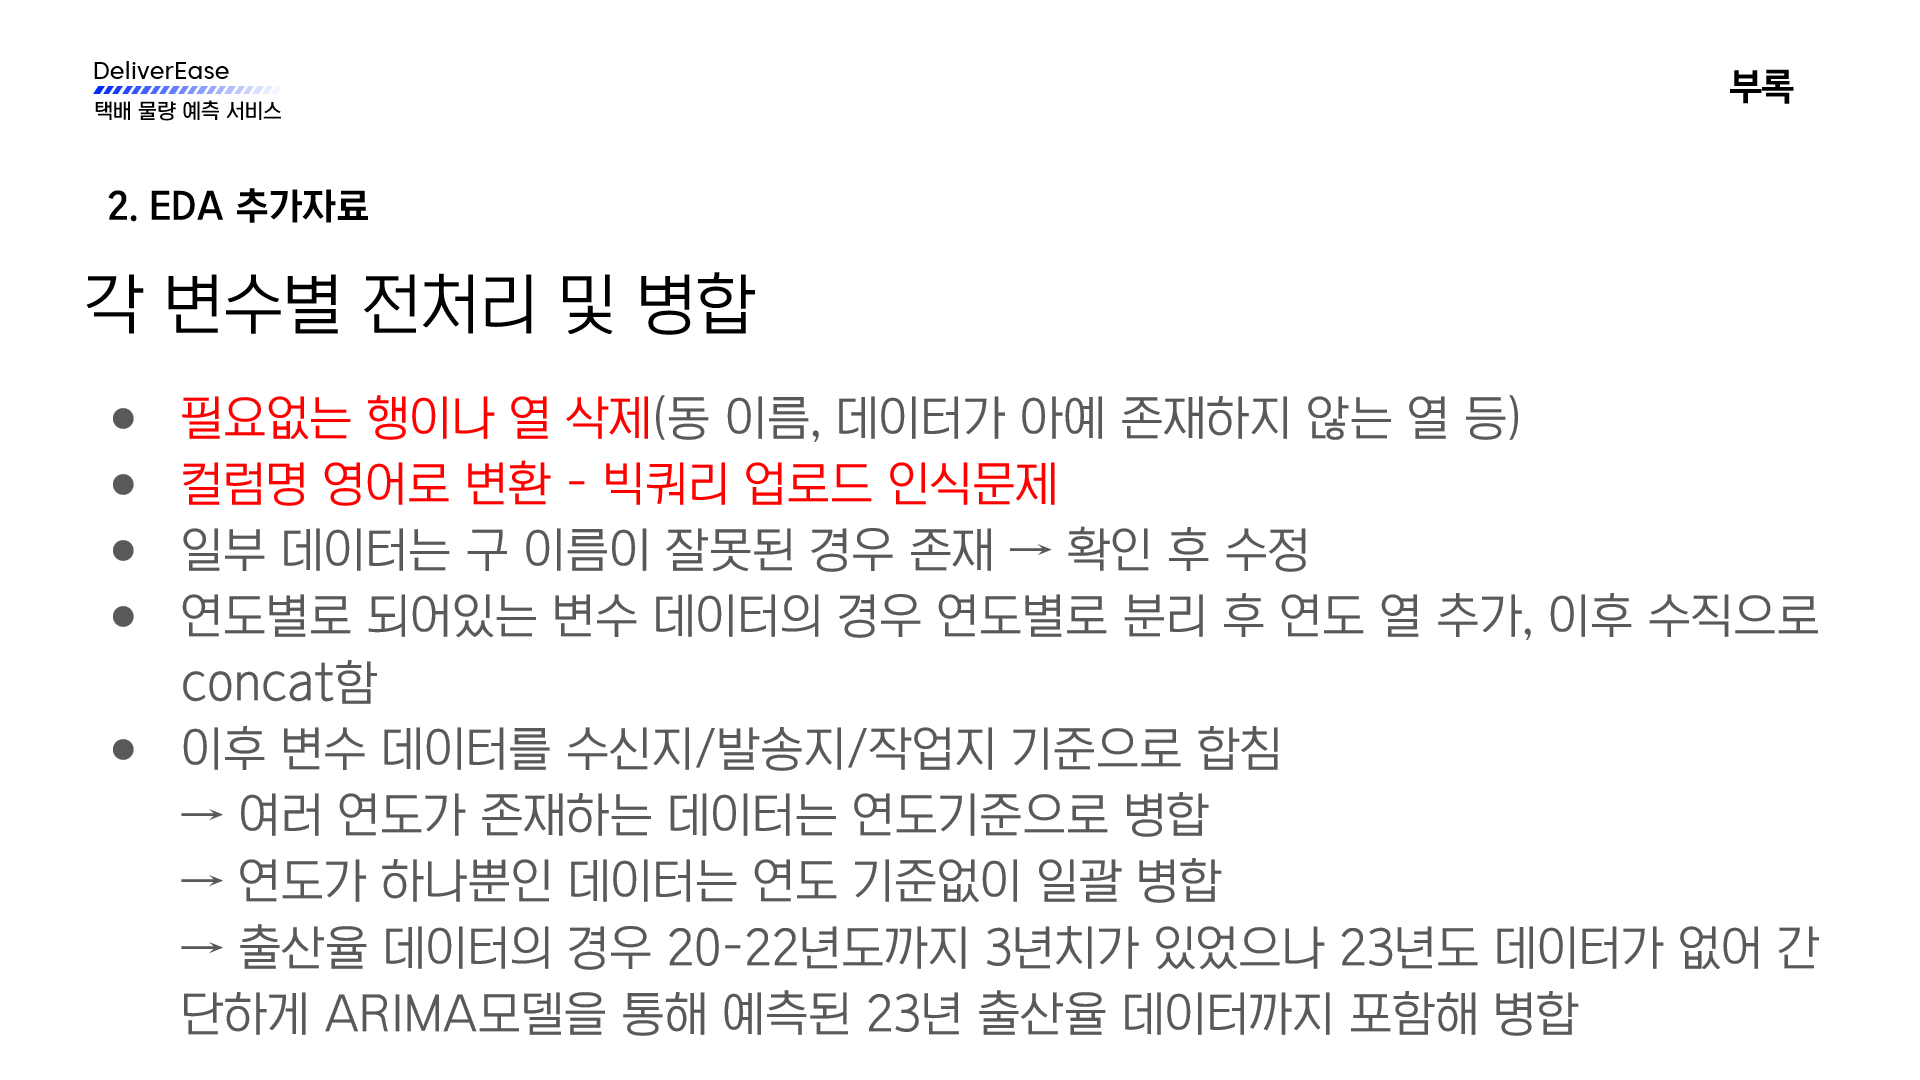 DeliverEase
택배 물량 예측 서비스
부록
2. EDA 추가자료
각 변수별 전처리 및 병합
● 필요없는 행이나 열 삭제(동 이름, 데이터가 아예 존재하지 않는 열 등)
● 컬럼명 영어로 변환 - 빅쿼리 업로드 인식문제
● 일부 데이터는 구 이름이 잘못된 경우 존재 → 확인 후 수정
● 연도별로 되어있는 변수 데이터의 경우 연도별로 분리 후 연도 열 추가, 이후 수직으로
concat함
● 이후 변수 데이터를 수신지/발송지/작업지 기준으로 합침
→ 여러 연도가 존재하는 데이터는 연도기준으로 병합
→ 연도가 하나뿐인 데이터는 연도 기준없이 일괄 병합
→ 출산율 데이터의 경우 20-22년도까지 3년치가 있었으나 23년도 데이터가 없어 간
단하게 ARIMA모델을 통해 예측된 23년 출산율 데이터까지 포함해 병합